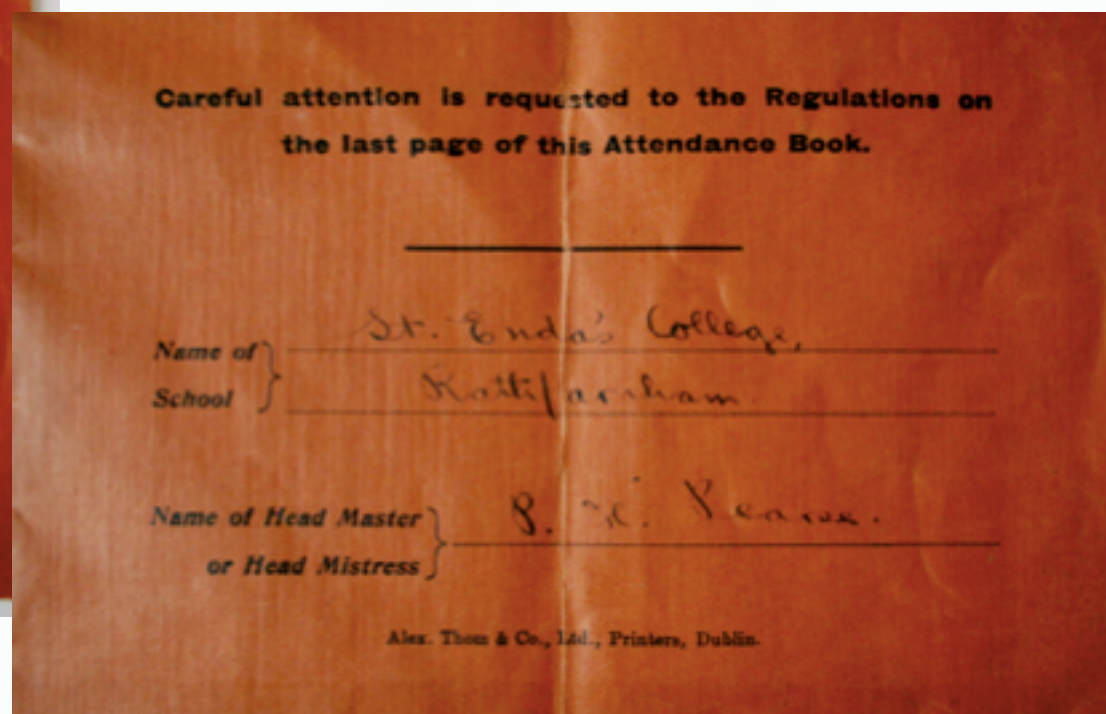 Careful attention is requested to the Regulations on
the last page of this Attendance Book.
St. Enda's College,
Name of
School
Rathfarnham.
P. H. Pearse.
Name of Head Master
or Head Mistress
Alex. Thom & Co., Ltd., Printers, Dublin.